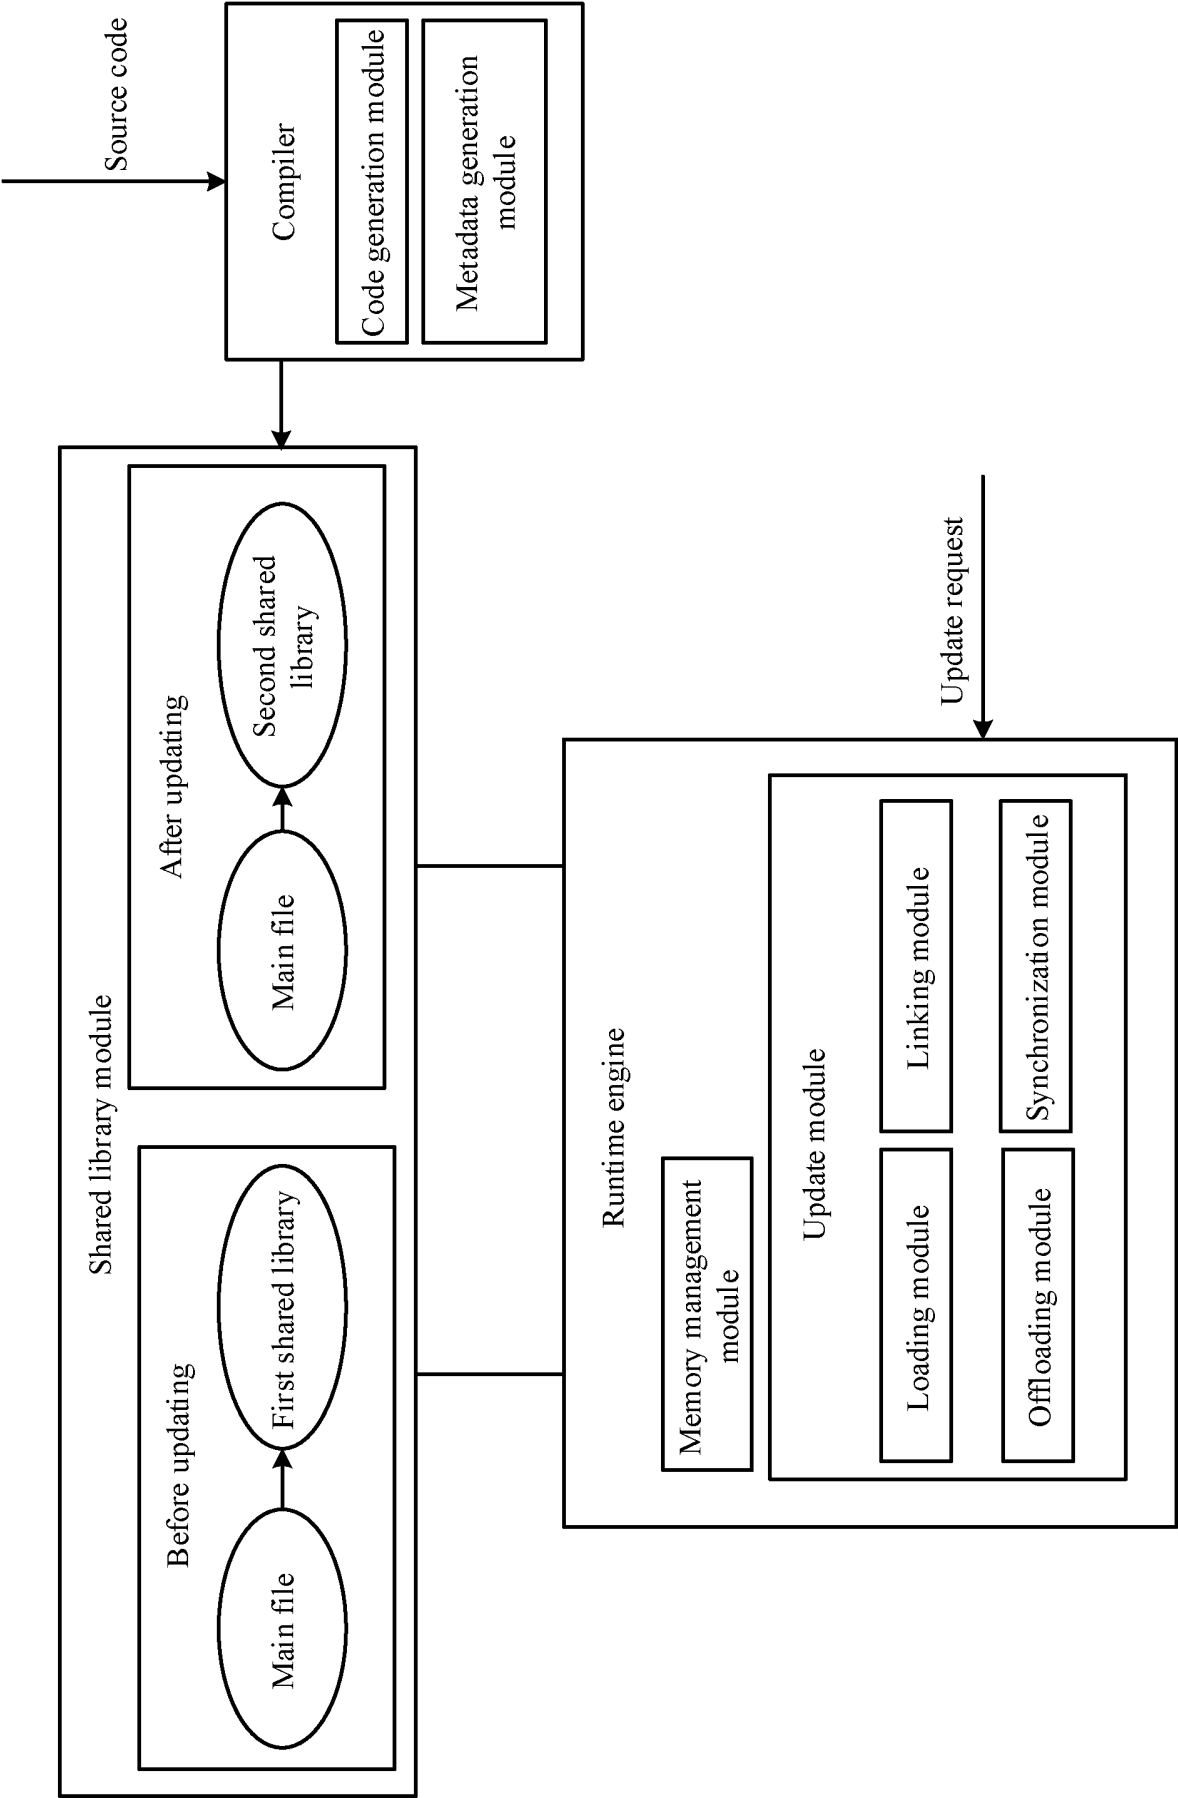 Shared library module
Before updating
Main file
First shared library
After updating
Main file
Second shared
library
Source code
Compiler
Code generation module
Metadata generation
module
Runtime engine
Memory management
module
Update module
Loading module
Linking module
Offloading module
Synchronization module
Update request